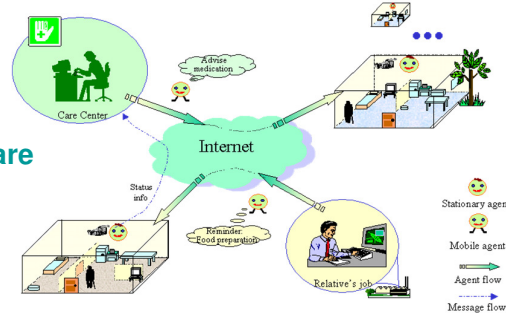 Advise
medication
Care Center
Internet
are
Status
info
Stationary agen
Reminder:
Food preparation
Mobile agent
Relative's job
Agent flow
Message flow